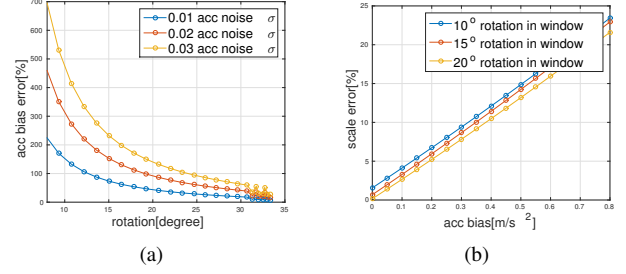 700
600
500
400
300
200
100
0
acc bias error[%]
0.01 acc noise σ
0.02 acc noise σ
0.03 acc noise σ
10 15 20 25 30 35
rotation[degree]
(a)
25
20
15
10
5
0
scale error[%]
10° rotation in window
15° rotation in window
20° rotation in window
0 0.1 0.2 0.3 0.4 0.5 0.6 0.7 0.8
acc bias[m/s ²]
(b)